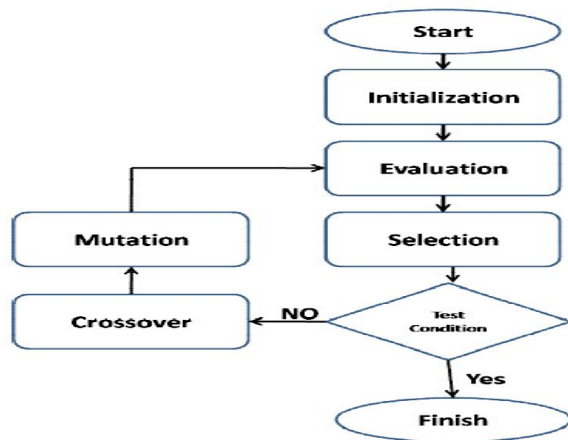 Start
Initialization
Evaluation
Mutation
Selection
Crossover
NO
Test
Condition
Yes
Finish